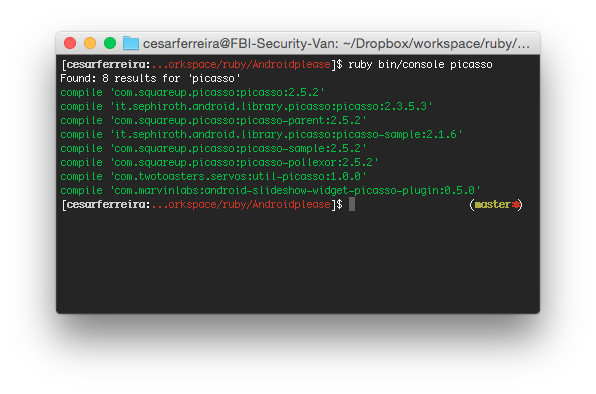 cesarferreira@FBI-Security-Van: ~/Dropbox/workspace/ruby/...
[cesarferreira:...orkspace/ruby/Androidplease]$ ruby bin/console picasso
Found: 8 results for 'picasso'
compile 'com.squareup.picasso:picasso:2.5.2'
compile 'it.sephiroth.android.library.picasso:picasso:2.3.5.3'
compile 'com.squareup.picasso:picasso-parent:2.5.2'
compile 'it.sephiroth.android.library.picasso:picasso-sample:2.1.6'
compile 'com.squareup.picasso:picasso-sample:2.5.2'
compile 'com.squareup.picasso:picasso-pollexor:2.5.2'
compile 'com.twotoasters.servos:util-picasso:1.0.0'
compile 'com.marvinlabs:android-slideshow-widget-picasso-plugin:0.5.0'
[cesarferreira:...orkspace/ruby/Androidplease]$ (master*)